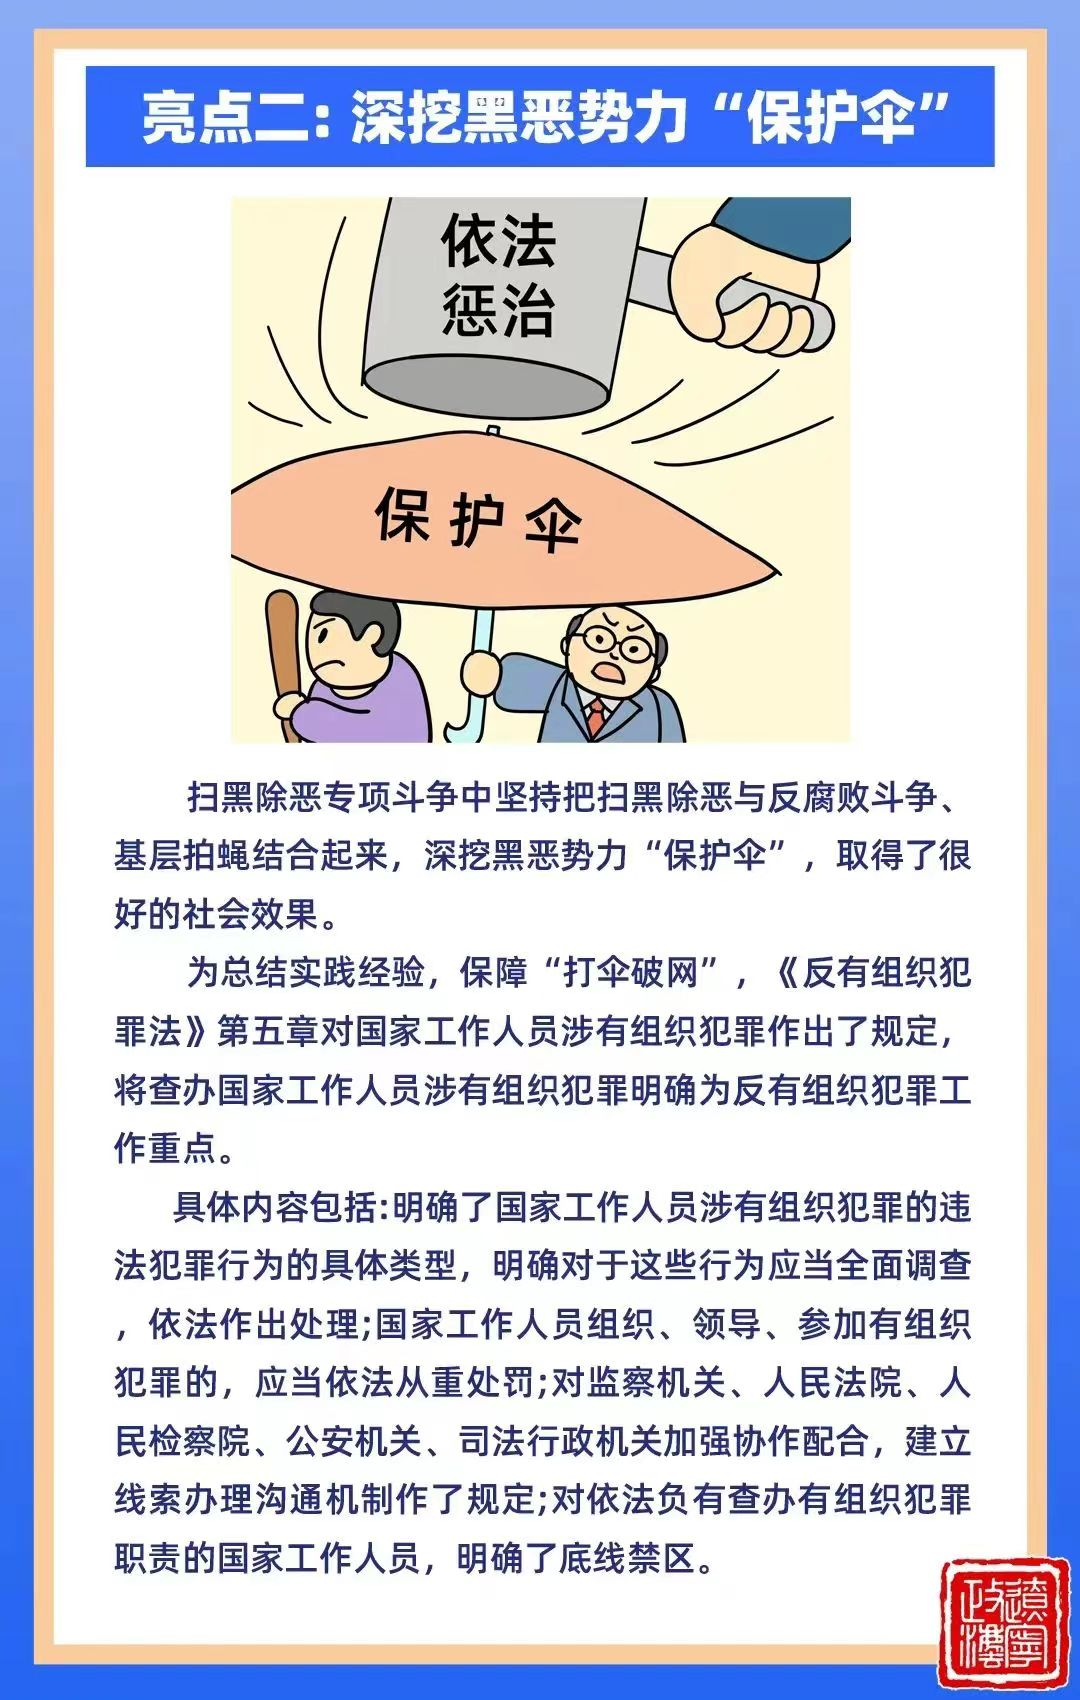 亮点二：深挖黑恶势力“保护伞”
依法
惩治
保护伞
扫黑除恶专项斗争中坚持把扫黑除恶与反腐败斗争、
基层拍蝇结合起来，深挖黑恶势力“保护伞”，取得了很
好的社会效果。
为总结实践经验，保障“打伞破网”，《反有组织犯
罪法》第五章对国家工作人员涉有组织犯罪作出了规定，
将查办国家工作人员涉有组织犯罪明确为反有组织犯罪工
作重点。
具体内容包括:明确了国家工作人员涉有组织犯罪的违
法犯罪行为的具体类型，明确对于这些行为应当全面调查
，依法作出处理;国家工作人员组织、领导、参加有组织
犯罪的，应当依法从重处罚;对监察机关、人民法院、人
民检察院、公安机关、司法行政机关加强协作配合，建立
线索办理沟通机制作了规定;对依法负有查办有组织犯罪
职责的国家工作人员，明确了底线禁区。